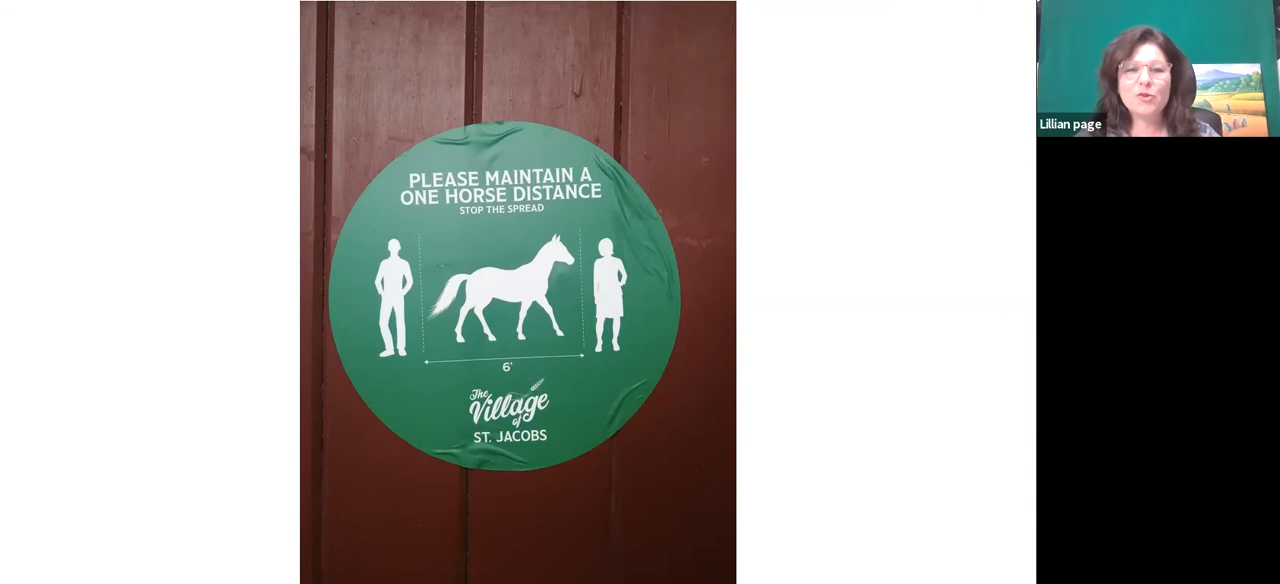 PLEASE MAINTAIN A
ONE HORSE DISTANCE
STOP THE SPREAD
6'
The
Village
of
ST. JACOBS
Lillian page